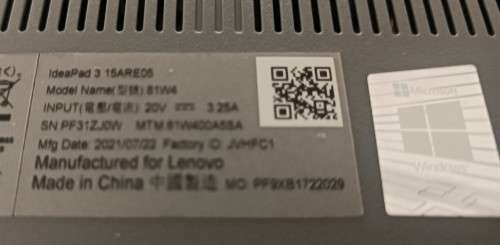 IdeaPad 3 15ARE05
Model Name(型號) 81W4
INPUT(電壓/電流) 20V ⎓ 3.25A
SN PF31ZJ0W MTM:81W400A6SA
Mfg Date: 2021/07/22 Factory ID: JVHFC1
Manufactured for Lenovo
Made in China 中國製造 MO: PF9XB1722029
Microsoft
Windows